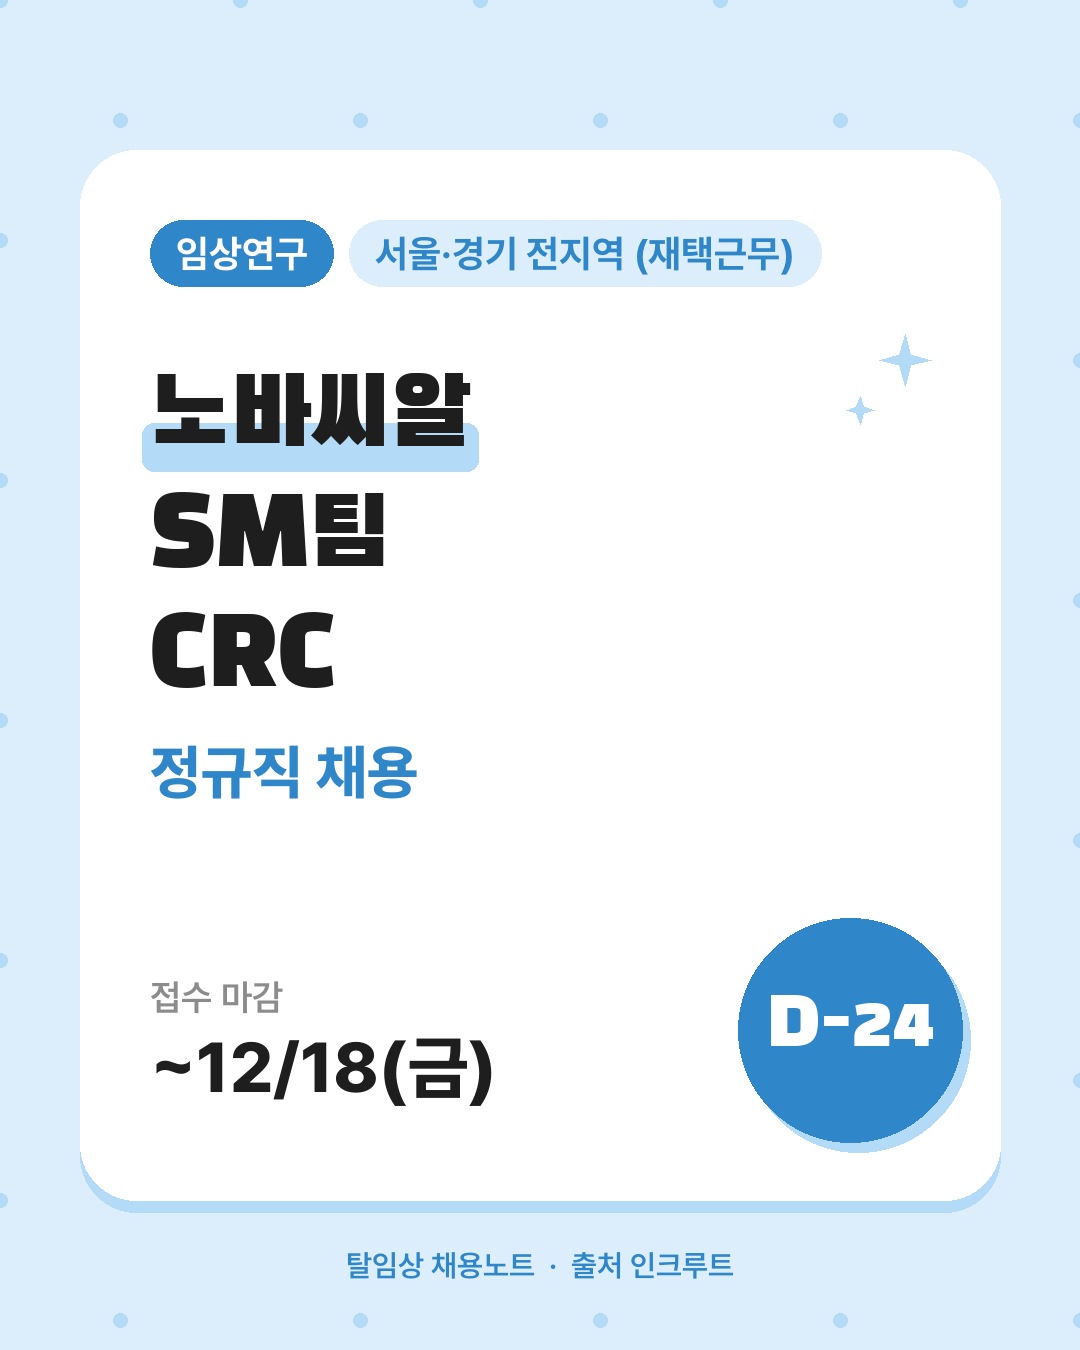 임상연구 서울·경기 전지역 (재택근무)
노바씨알
SM팀
CRC
정규직 채용
접수 마감
~12/18(금)
D-24
탈임상 채용노트 · 출처 인크루트